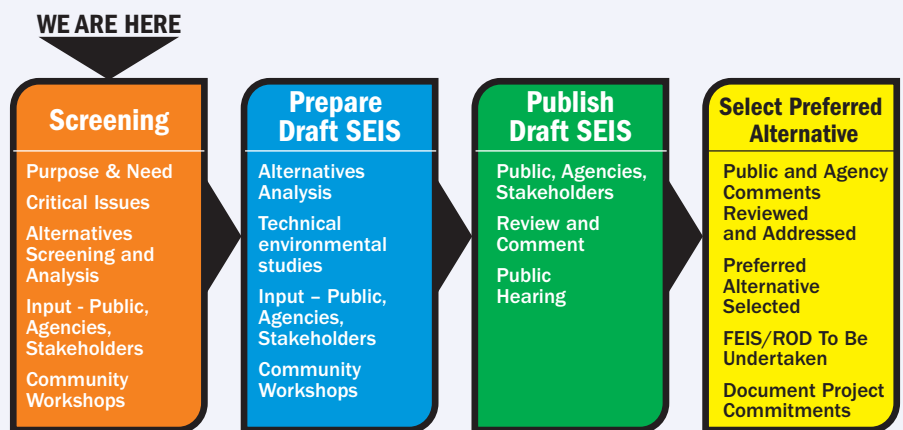 WE ARE HERE
Screening
Purpose & Need
Critical Issues
Alternatives
Screening and
Analysis
Input - Public,
Agencies,
Stakeholders
Community
Workshops
Prepare
Draft SEIS
Alternatives
Analysis
Technical
environmental
studies
Input – Public,
Agencies,
Stakeholders
Community
Workshops
Publish
Draft SEIS
Public, Agencies,
Stakeholders
Review and
Comment
Public
Hearing
Select Preferred
Alternative
Public and Agency
Comments
Reviewed
and Addressed
Preferred
Alternative
Selected
FEIS/ROD To Be
Undertaken
Document Project
Commitments